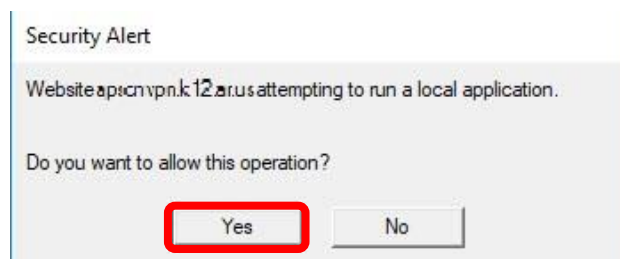 Security Alert
Website apscnvpn.k12.ar.us attempting to run a local application.
Do you want to allow this operation?
Yes No